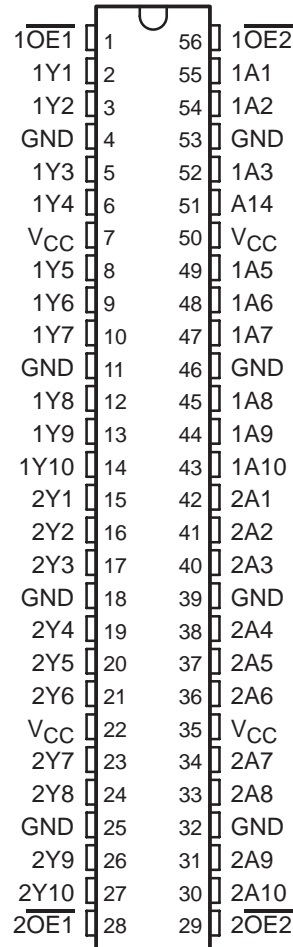 1OE1 1 56 1OE2
1Y1 2 55 1A1
1Y2 3 54 1A2
GND 4 53 GND
1Y3 5 52 1A3
1Y4 6 51 A14
VCC 7 50 VCC
1Y5 8 49 1A5
1Y6 9 48 1A6
1Y7 10 47 1A7
GND 11 46 GND
1Y8 12 45 1A8
1Y9 13 44 1A9
1Y10 14 43 1A10
2Y1 15 42 2A1
2Y2 16 41 2A2
2Y3 17 40 2A3
GND 18 39 GND
2Y4 19 38 2A4
2Y5 20 37 2A5
2Y6 21 36 2A6
VCC 22 35 VCC
2Y7 23 34 2A7
2Y8 24 33 2A8
GND 25 32 GND
2Y9 26 31 2A9
2Y10 27 30 2A10
2OE1 28 29 2OE2